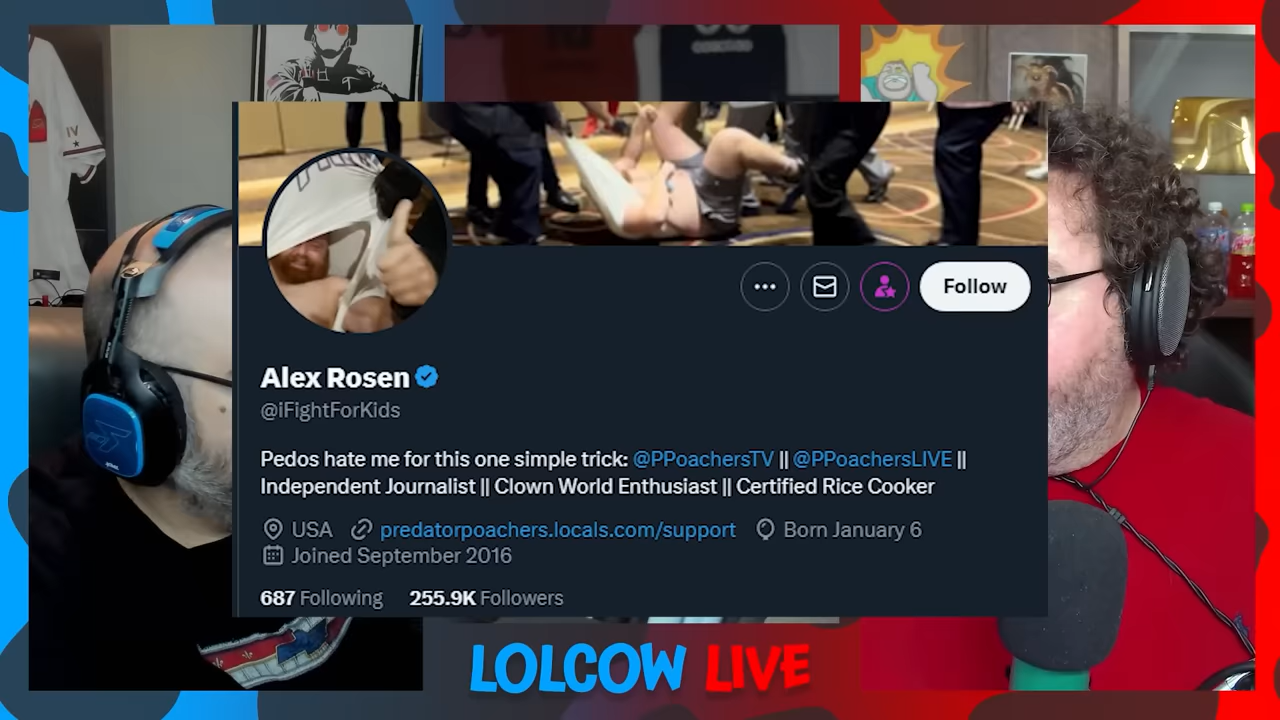 IV
Follow
Alex Rosen
@iFightForKids
Pedos hate me for this one simple trick: @PPoachersTV || @PPoachersLIVE ||
Independent Journalist || Clown World Enthusiast || Certified Rice Cooker
USA predatorpoachers.locals.com/support Born January 6
Joined September 2016
687 Following 255.9K Followers
LOLCOW LIVE